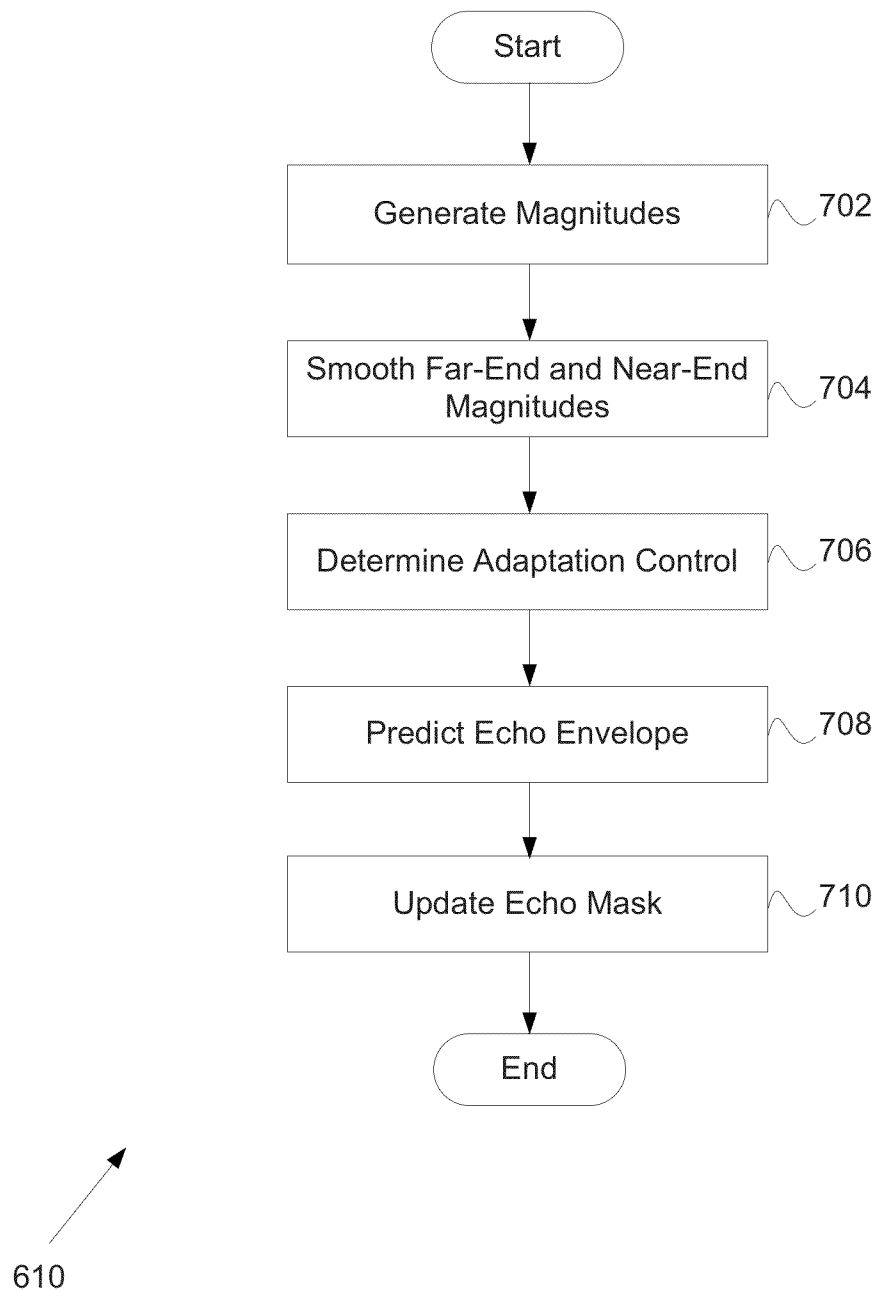 Start
Generate Magnitudes
702
Smooth Far-End and Near-End
Magnitudes
704
Determine Adaptation Control
706
Predict Echo Envelope
708
Update Echo Mask
710
End
610